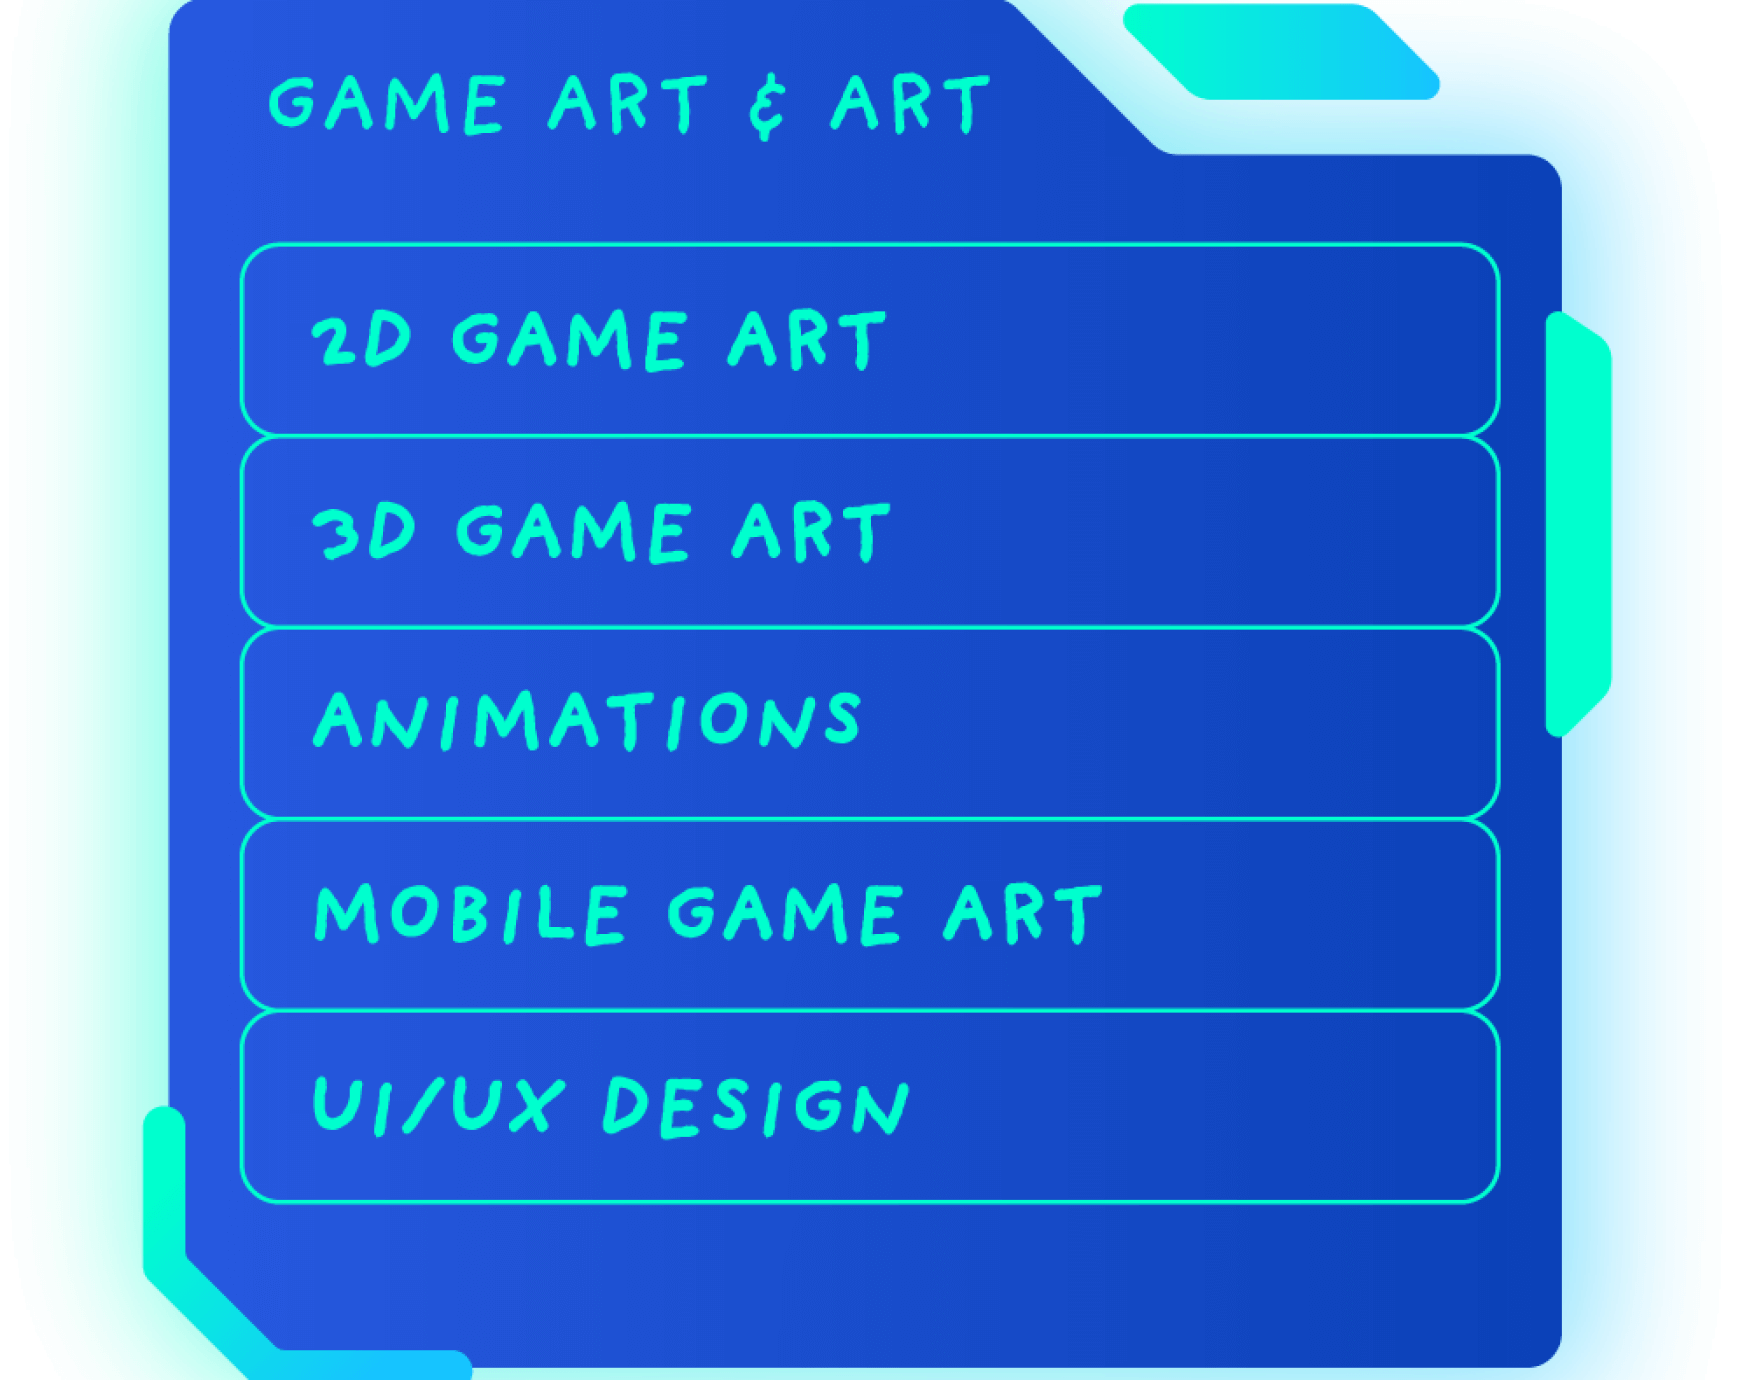 GAME ART & ART
2D GAME ART
3D GAME ART
ANIMATIONS
MOBILE GAME ART
UI/UX DESIGN